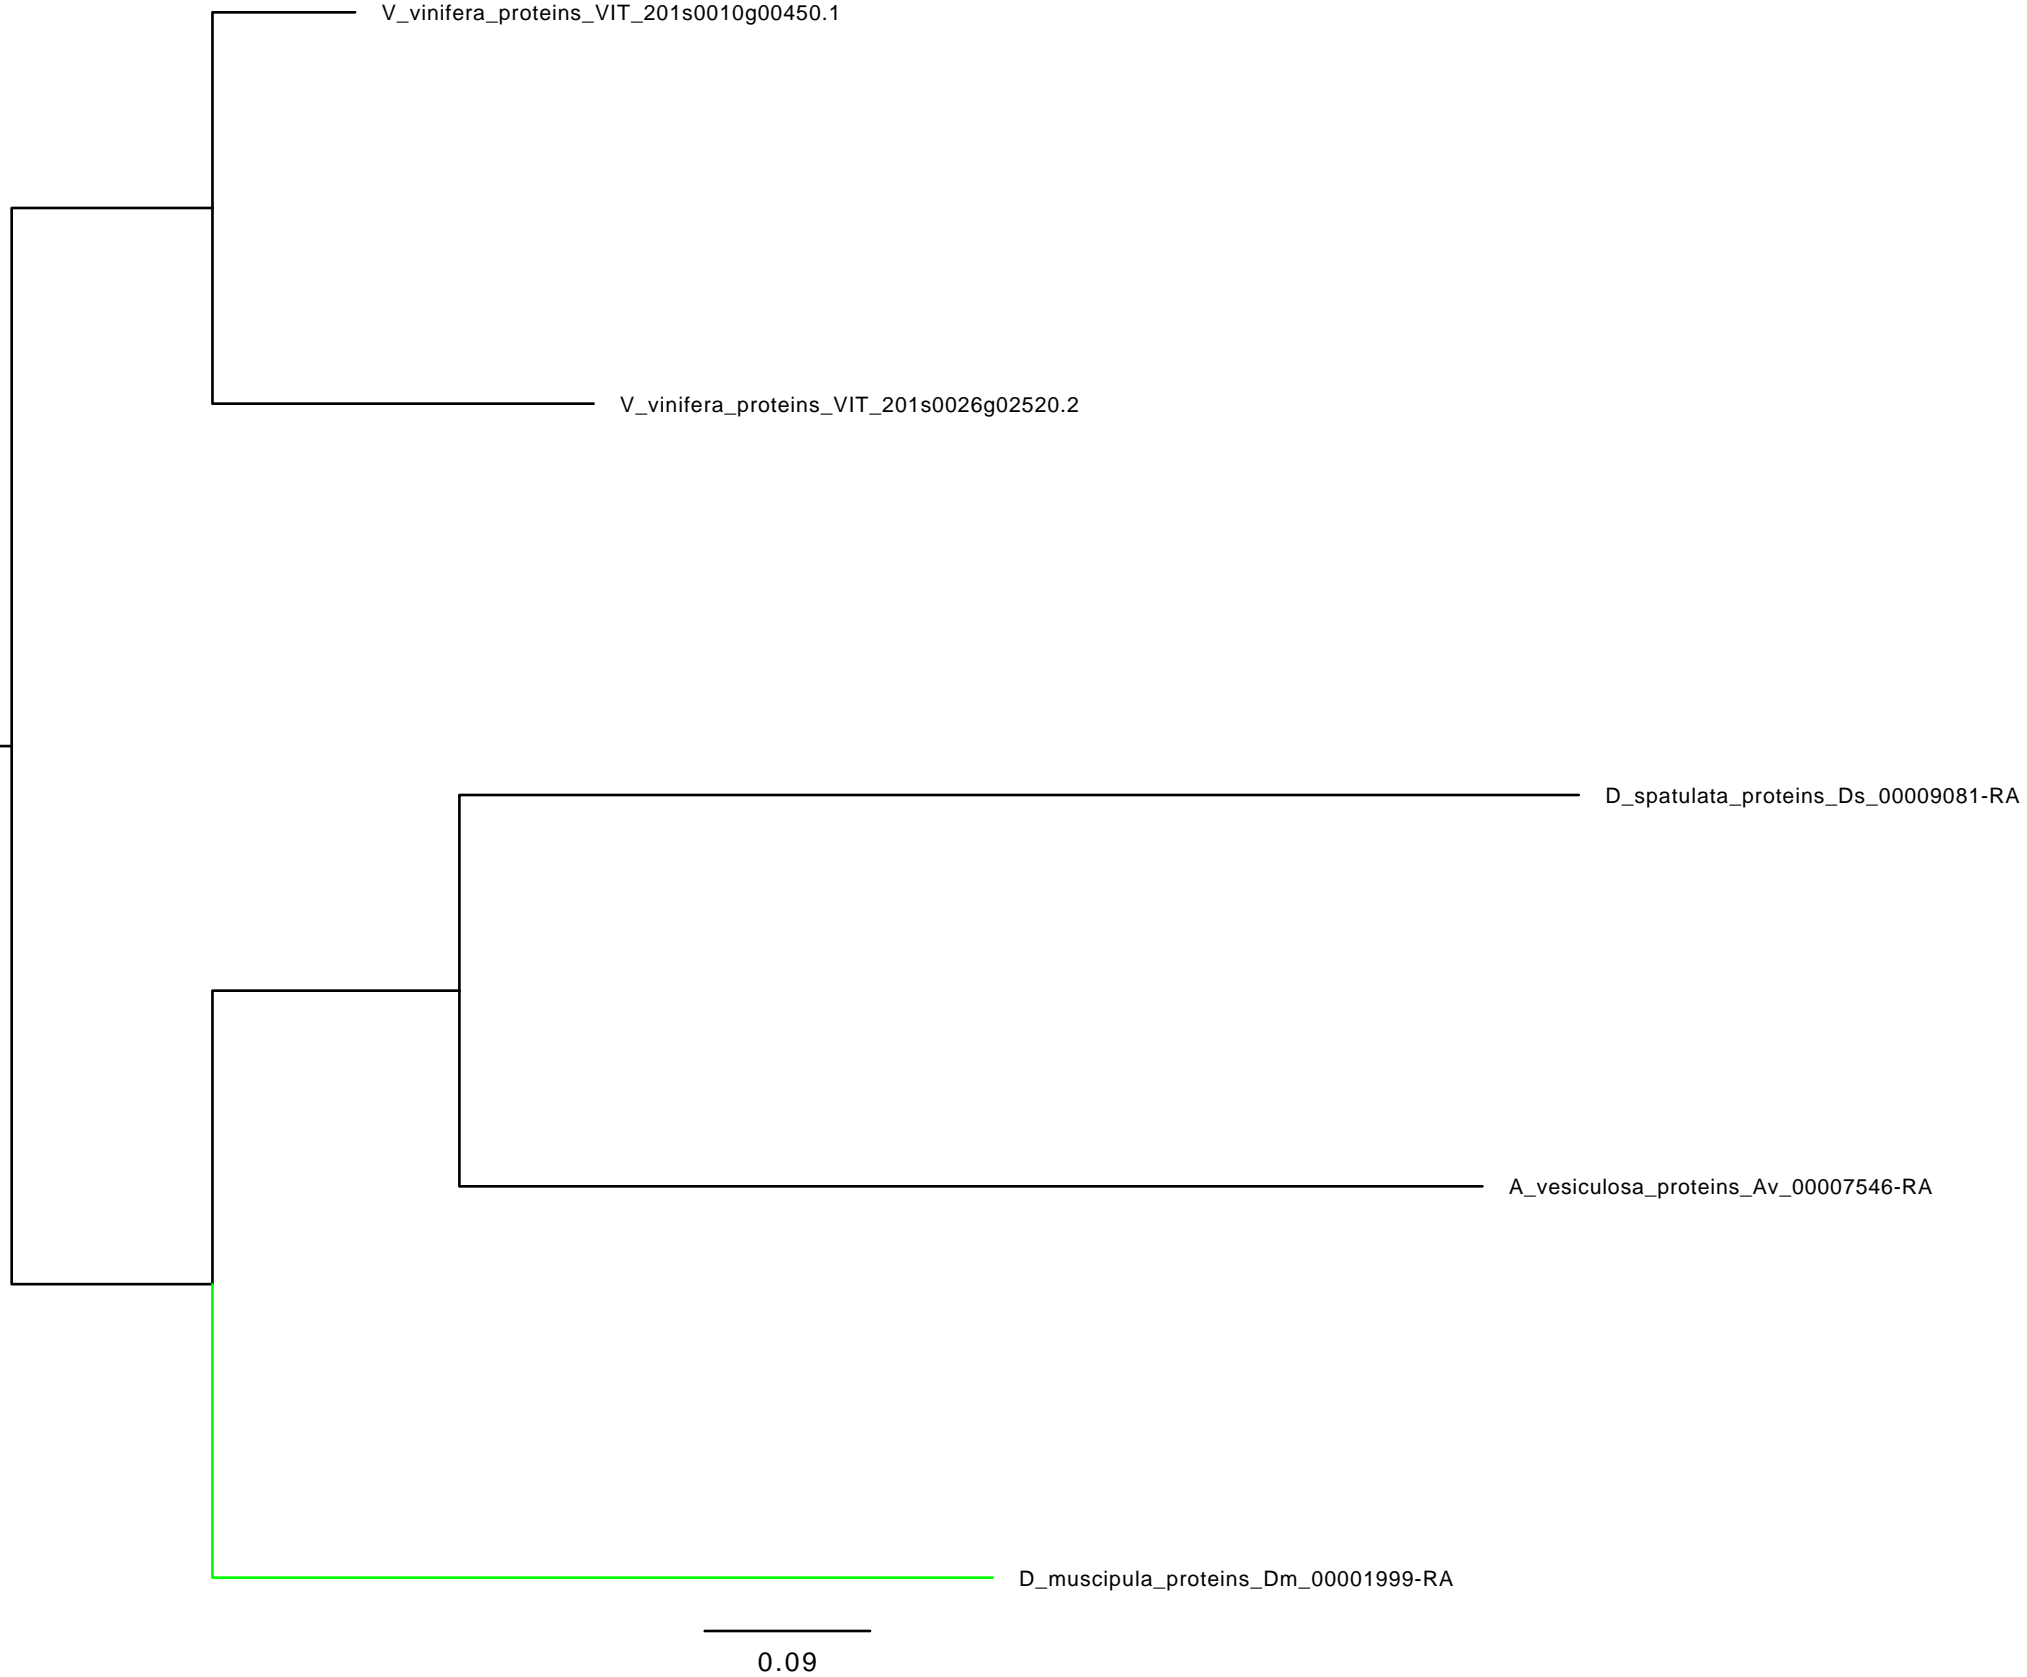 V_vinifera_proteins_VIT_201s0010g00450.1
V_vinifera_proteins_VIT_201s0026g02520.2
D_spatulata_proteins_Ds_00009081-RA
A_vesiculosa_proteins_Av_00007546-RA
D_muscipula_proteins_Dm_00001999-RA
0.09